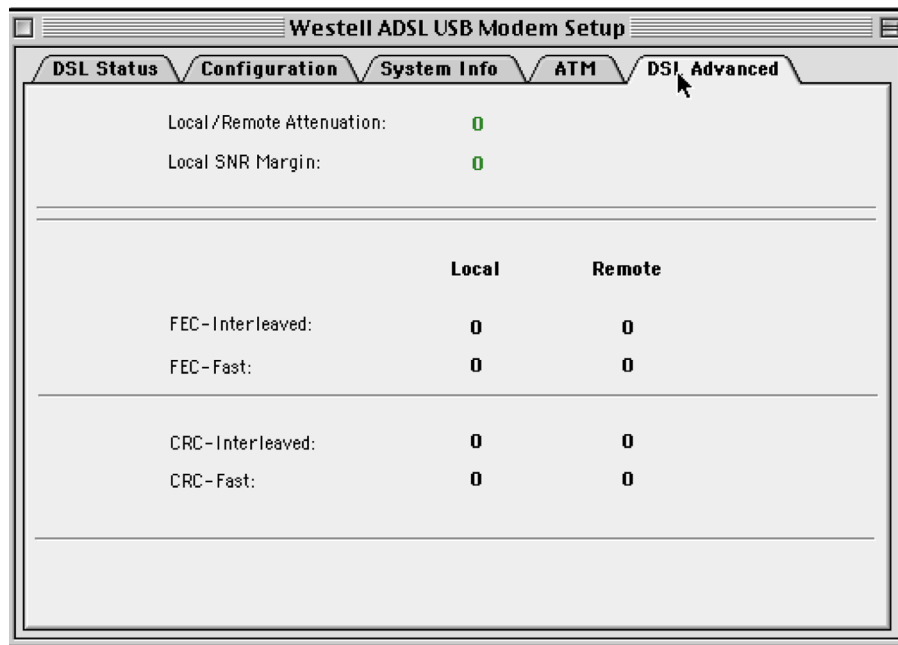 Westell ADSL USB Modem Setup
DSL Status Configuration System Info ATM DSL Advanced
Local/Remote Attenuation: 0
Local SNR Margin: 0
Local Remote
FEC-Interleaved: 0 0
FEC-Fast: 0 0
CRC-Interleaved: 0 0
CRC-Fast: 0 0